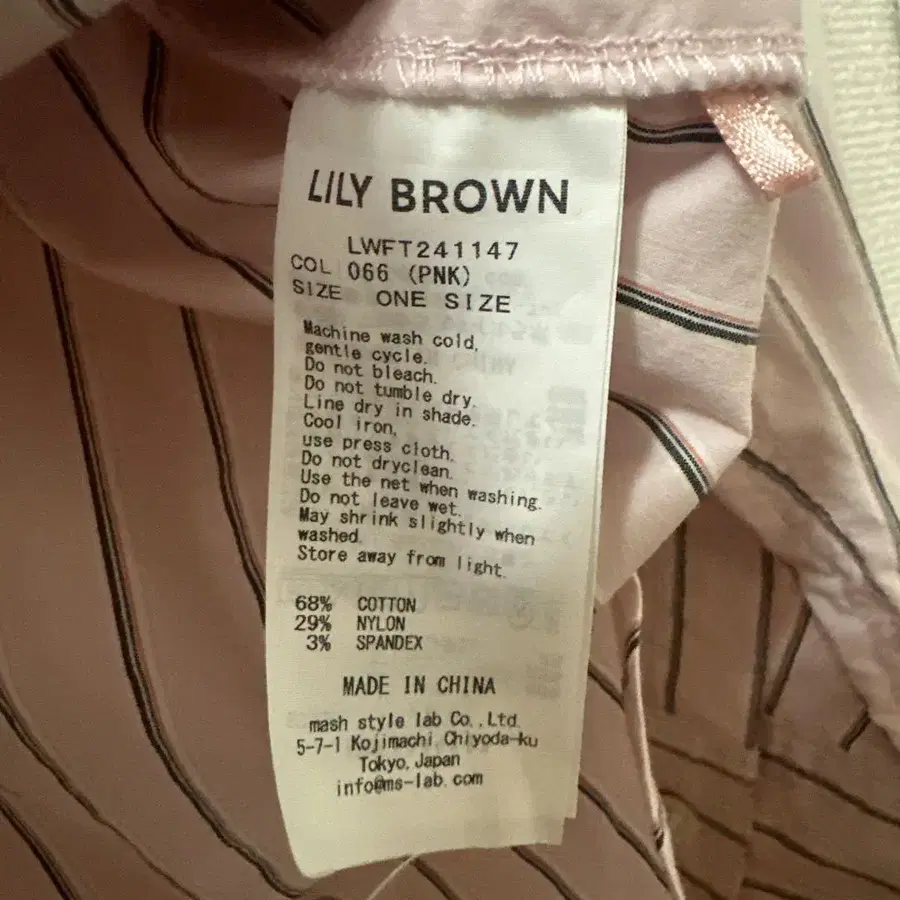 LILY BROWN
LWFT241147
COL 066 (PNK)
SIZE ONE SIZE
Machine wash cold,
gentle cycle.
Do not bleach.
Do not tumble dry.
Line dry in shade.
Cool iron,
use press cloth.
Do not dryclean.
Use the net when washing.
Do not leave wet.
May shrink slightly when
washed.
Store away from light.
68% COTTON
29% NYLON
3% SPANDEX
MADE IN CHINA
mash style lab Co.,Ltd.
5-7-1 Kojimachi Chiyoda-ku
Tokyo,Japan
info@ms-lab.com